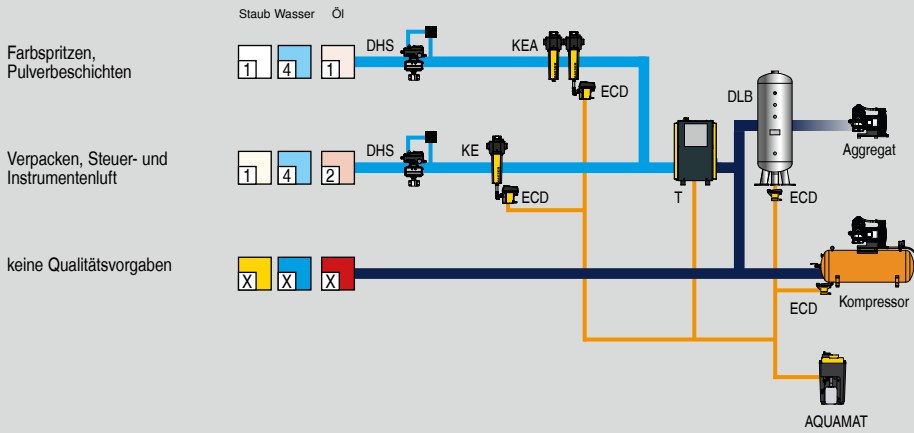 Staub Wasser Öl
Farbspritzen,
Pulverbeschichten
1 4 1
DHS
KEA
ECD
DLB
Aggregat
Verpacken, Steuer- und
Instrumentenluft
1 4 2
DHS
KE
ECD
T
ECD
keine Qualitätsvorgaben
X X X
ECD
Kompressor
AQUAMAT